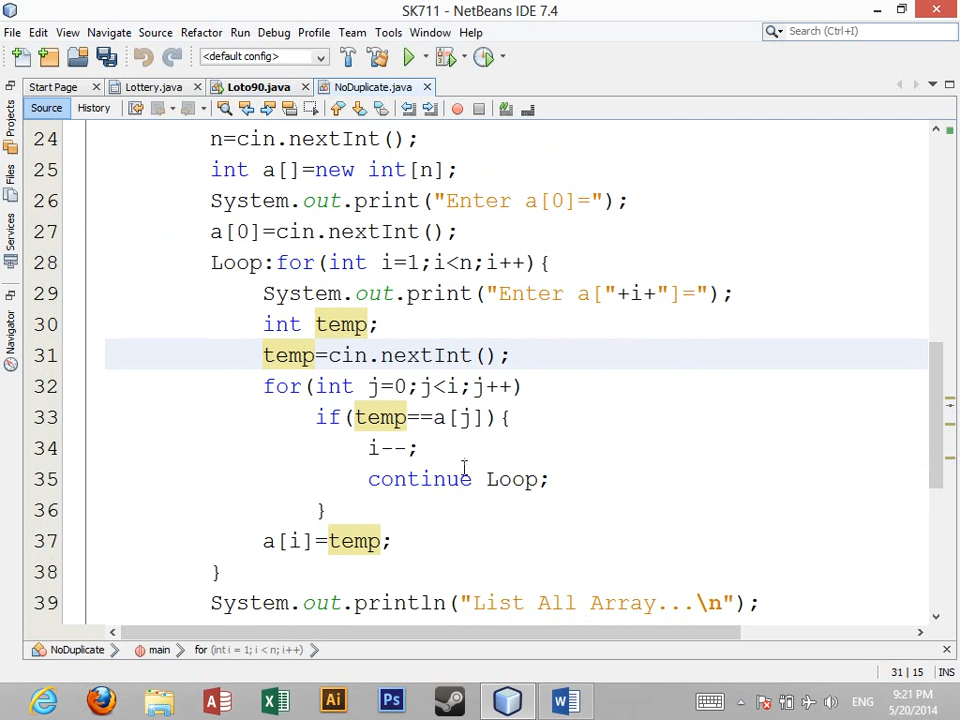 SK711 - NetBeans IDE 7.4
File Edit View Navigate Source Refactor Run Debug Profile Team Tools Window Help
Search (Ctrl+I)
<default config>
Start Page Lottery.java Loto90.java NoDuplicate.java
Source History
Projects
Files
Services
Navigator
24 n=cin.nextInt();
25 int a[]=new int[n];
26 System.out.print("Enter a[0]=");
27 a[0]=cin.nextInt();
28 Loop:for(int i=1;i<n;i++){
29 System.out.print("Enter a["+i+"]=");
30 int temp;
31 temp=cin.nextInt();
32 for(int j=0;j<i;j++)
33 if(temp==a[j]){
34 i--;
35 continue Loop;
36 }
37 a[i]=temp;
38 }
39 System.out.println("List All Array...\n");
NoDuplicate main for (int i = 1; i < n; i++)
31 | 15 INS
ENG
9:21 PM
5/20/2014